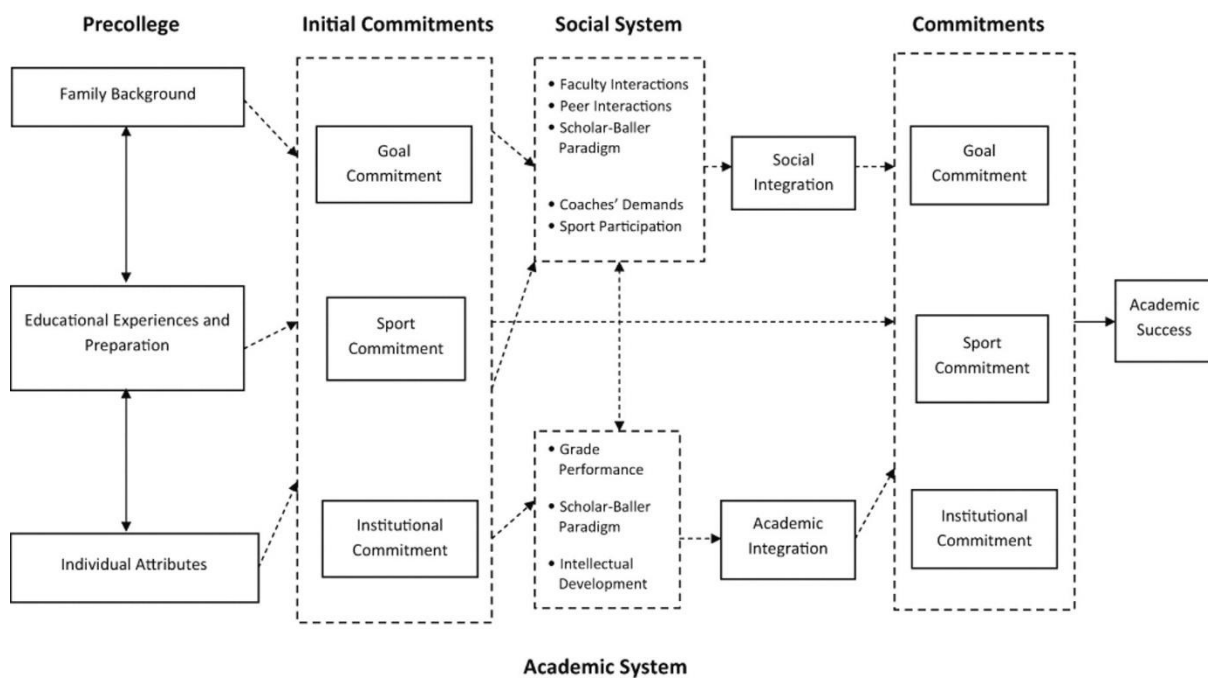 Precollege
Initial Commitments
Social System
Commitments
Family Background
Educational Experiences and
Preparation
Individual Attributes
Goal
Commitment
Sport
Commitment
Institutional
Commitment
• Faculty Interactions
• Peer Interactions
• Scholar-Baller
Paradigm
• Coaches’ Demands
• Sport Participation
• Grade
Performance
• Scholar-Baller
Paradigm
• Intellectual
Development
Social
Integration
Academic
Integration
Goal
Commitment
Sport
Commitment
Institutional
Commitment
Academic
Success
Academic System